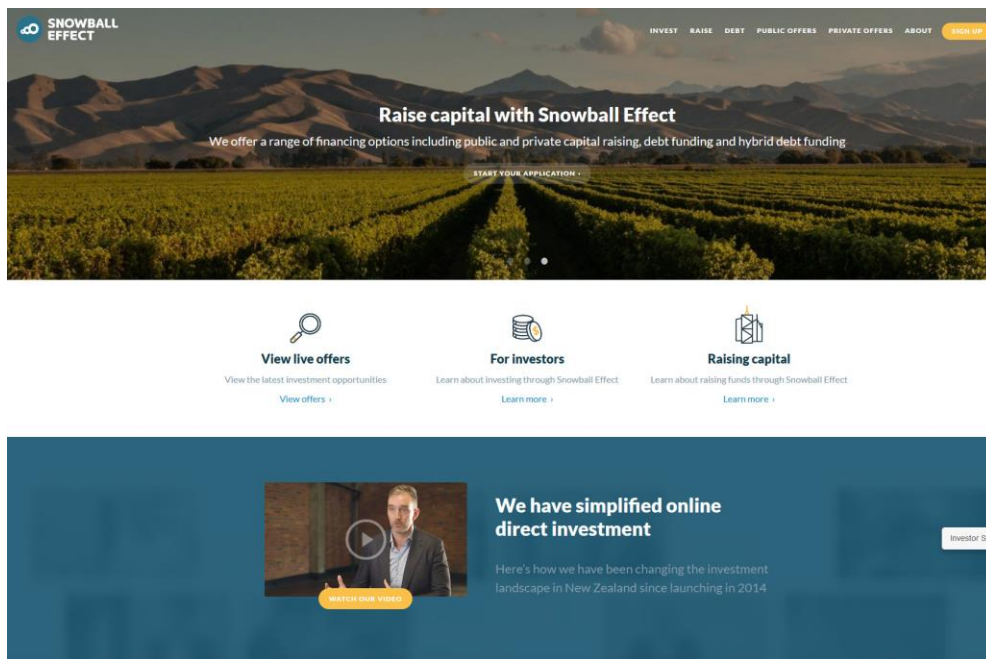 SNOWBALL
EFFECT
INVEST RAISE DEBT PUBLIC OFFERS PRIVATE OFFERS ABOUT SIGN UP
Raise capital with Snowball Effect
We offer a range of financing options including public and private capital raising, debt funding and hybrid debt funding
START YOUR APPLICATION ›
View live offers
View the latest investment opportunities
View offers ›
For investors
Learn about investing through Snowball Effect
Learn more ›
Raising capital
Learn about raising funds through Snowball Effect
Learn more ›
WATCH OUR VIDEO
We have simplified online
direct investment
Here's how we have been changing the investment
landscape in New Zealand since launching in 2014
Investor S